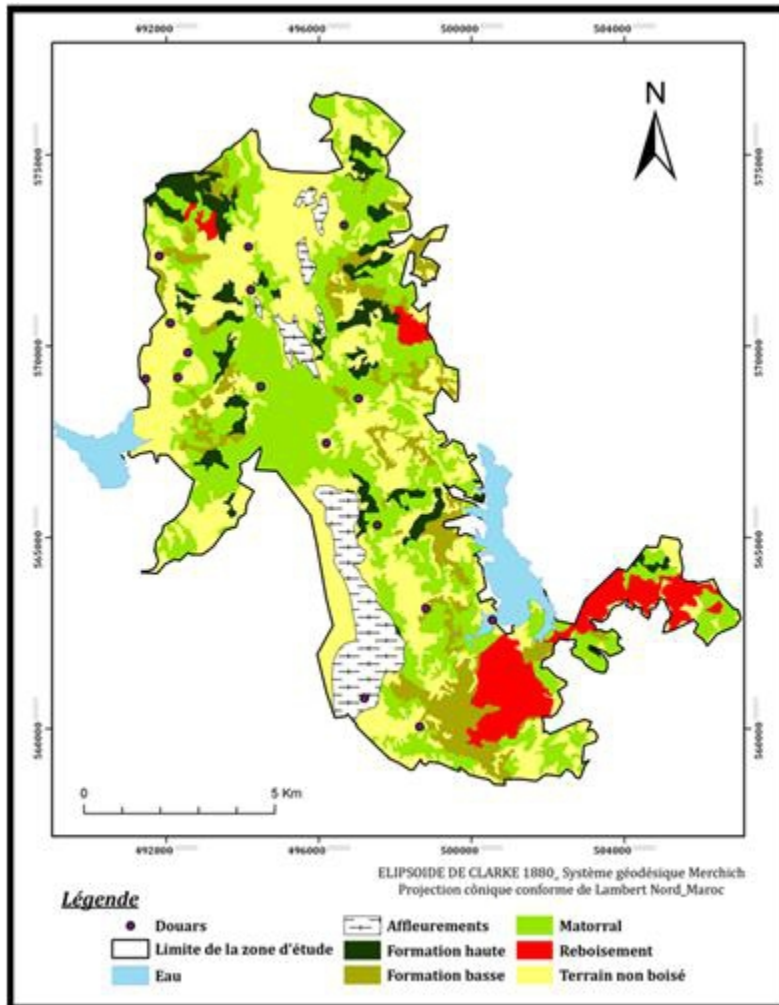 492000 496000 500000 504000
N
575000 575000
570000 570000
565000 565000
560000 560000
0 5 Km
492000 496000 500000 504000
ELIPSOIDE DE CLARKE 1880_ Système géodésique Merchich
Projection cônique conforme de Lambert Nord_Maroc
Légende
Douars Affleurements Matorral
Limite de la zone d'étude Formation haute Reboisement
Eau Formation basse Terrain non boisé